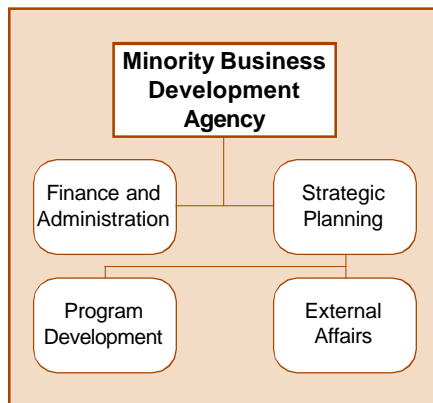 Minority Business
Development
Agency
Finance and
Administration
Strategic
Planning
Program
Development
External
Affairs